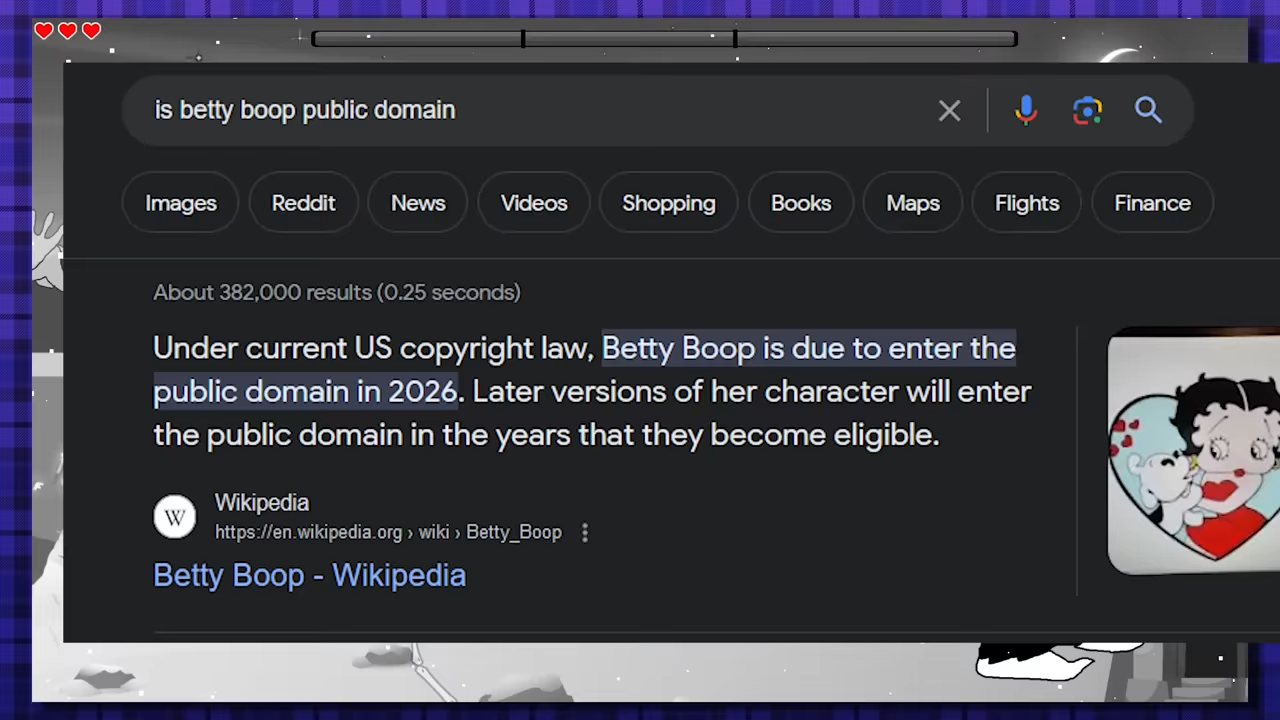 is betty boop public domain
Images Reddit News Videos Shopping Books Maps Flights Finance
About 382,000 results (0.25 seconds)
Under current US copyright law, Betty Boop is due to enter the
public domain in 2026. Later versions of her character will enter
the public domain in the years that they become eligible.
W
Wikipedia
https://en.wikipedia.org › wiki › Betty_Boop
Betty Boop - Wikipedia